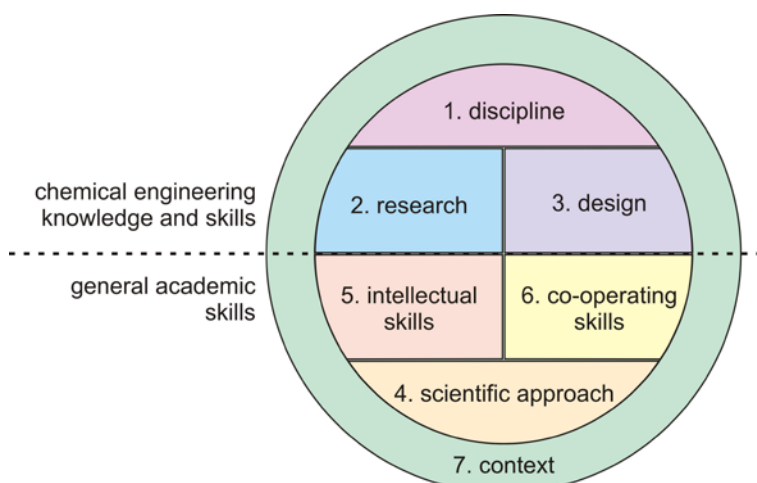 1. discipline
chemical engineering
knowledge and skills
2. research
3. design
general academic
skills
5. intellectual
skills
6. co-operating
skills
4. scientific approach
7. context